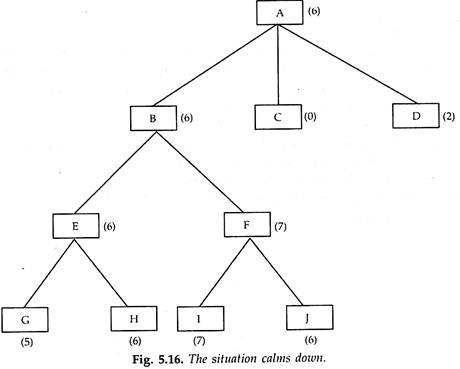 A (6)
B (6) C (0) D (2)
E (6) F (7)
G H I J
(5) (6) (7) (6)
Fig. 5.16. The situation calms down.